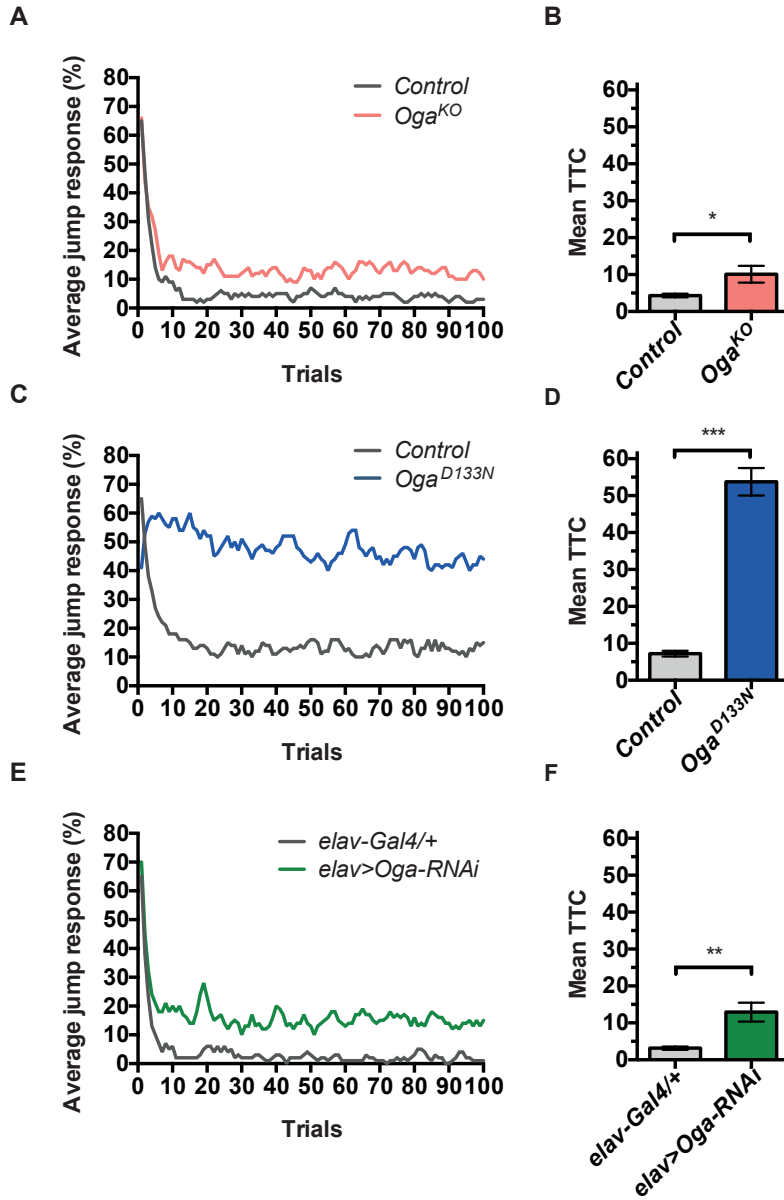 A
Average jump response (%)
80
70
60
50
40
30
20
10
0
0 10 20 30 40 50 60 70 80 90 100
Trials
Control
Oga^KO
B
Mean TTC
60
50
40
30
20
10
0
*
Control
Oga^KO
C
Average jump response (%)
80
70
60
50
40
30
20
10
0
0 10 20 30 40 50 60 70 80 90 100
Trials
Control
Oga^D133N
D
Mean TTC
60
50
40
30
20
10
0
***
Control
Oga^D133N
E
Average jump response (%)
80
70
60
50
40
30
20
10
0
0 10 20 30 40 50 60 70 80 90 100
Trials
elav-Gal4/+
elav>Oga-RNAi
F
Mean TTC
60
50
40
30
20
10
0
**
elav-Gal4/+
elav>Oga-RNAi